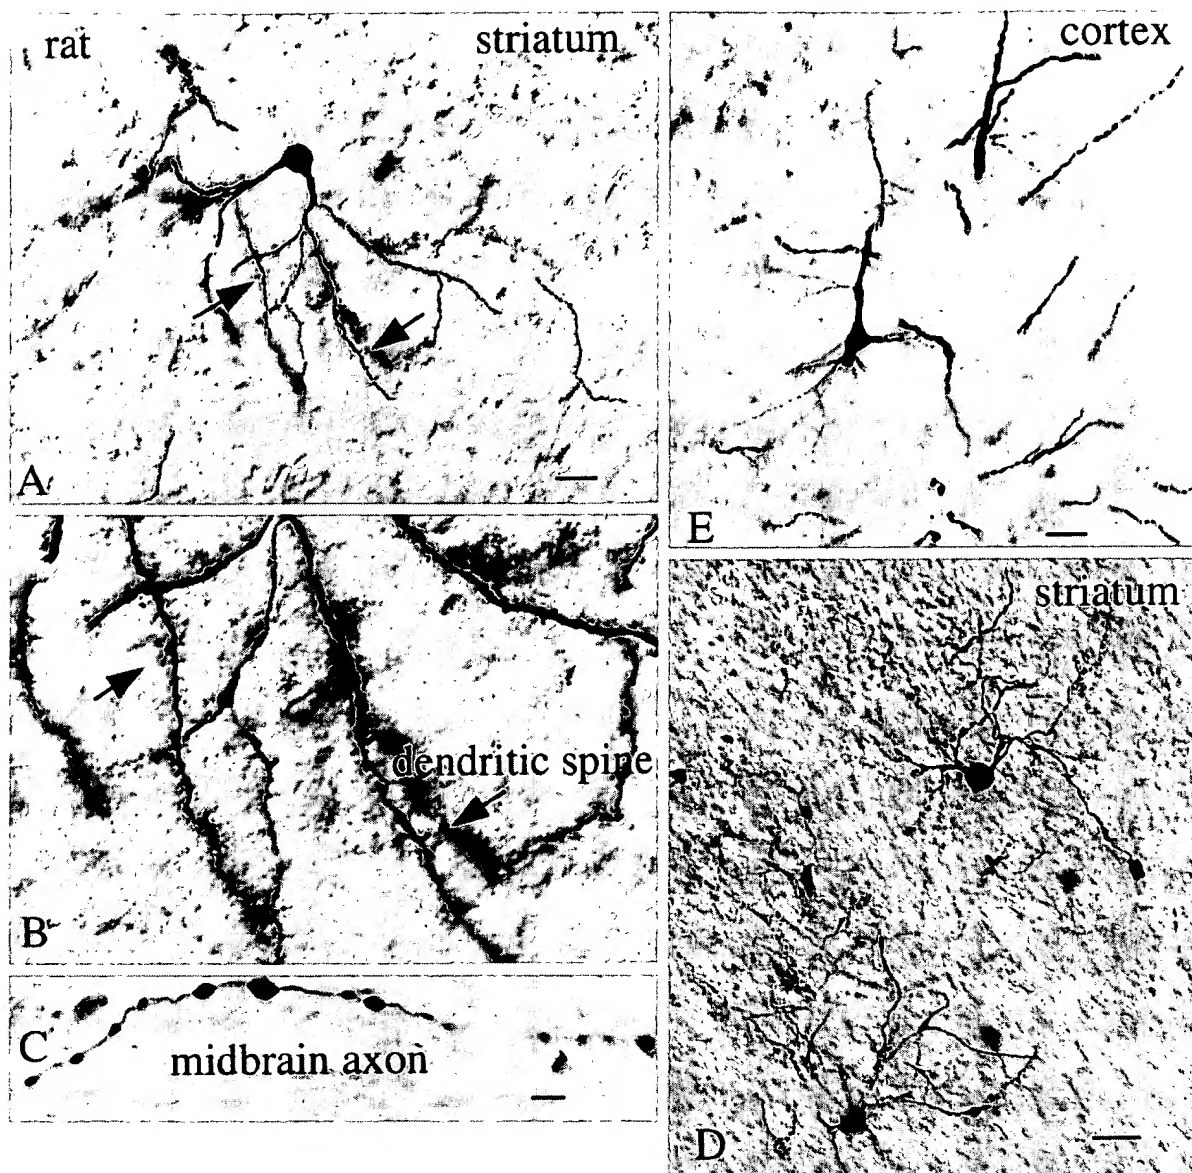 rat striatum
A
dendritic spine
B
C
midbrain axon
cortex
E
striatum
D